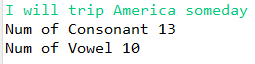 I will trip America someday
Num of Consonant 13
Num of Vowel 10